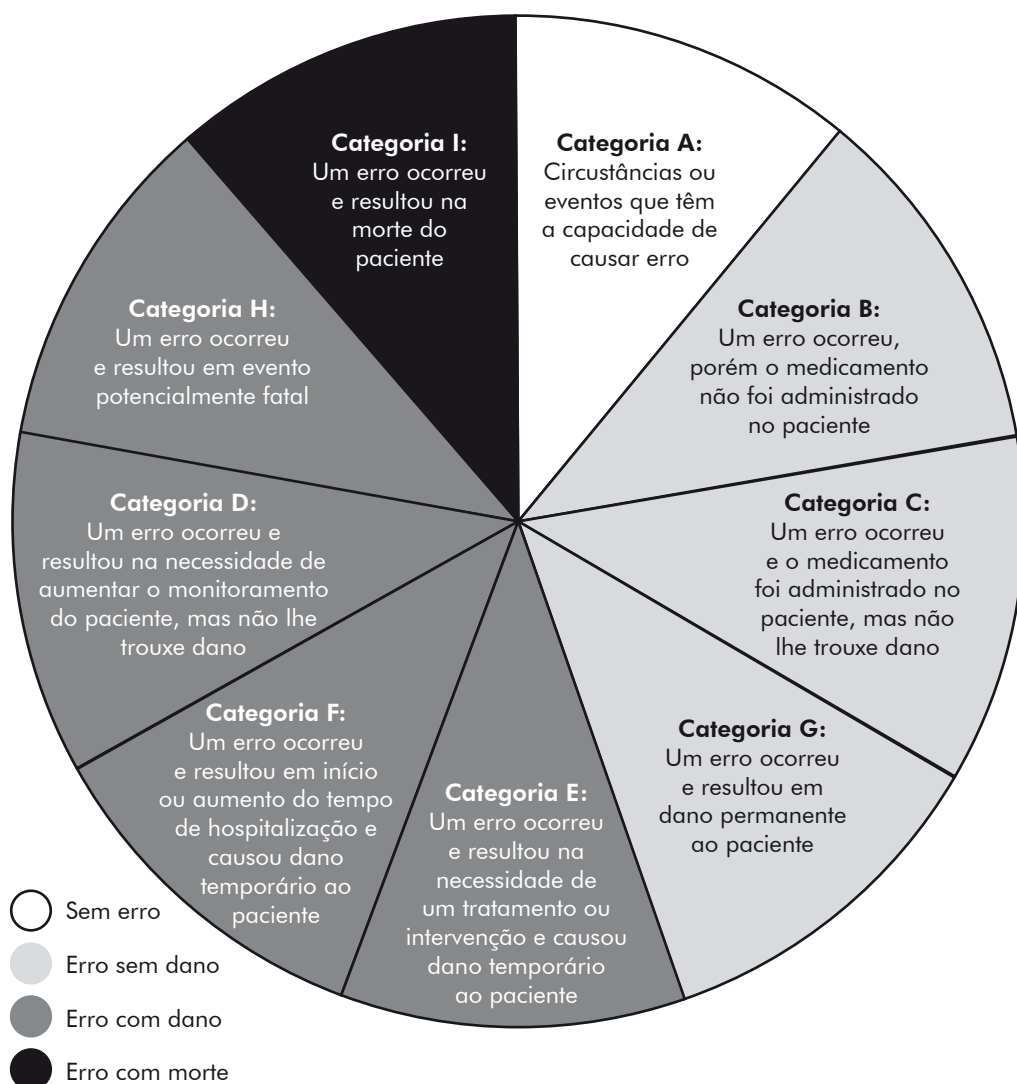 Categoria I:
Um erro ocorreu
e resultou na
morte do
paciente
Categoria A:
Circustâncias ou
eventos que têm
a capacidade de
causar erro
Categoria B:
Um erro ocorreu,
porém o medicamento
não foi administrado
no paciente
Categoria C:
Um erro ocorreu
e o medicamento
foi administrado no
paciente, mas não
lhe trouxe dano
Categoria G:
Um erro ocorreu
e resultou em
dano permanente
ao paciente
Categoria E:
Um erro ocorreu
e resultou na
necessidade de
um tratamento ou
intervenção e causou
dano temporário
ao paciente
Categoria F:
Um erro ocorreu
e resultou em início
ou aumento do tempo
de hospitalização e
causou dano
temporário ao
paciente
Categoria D:
Um erro ocorreu e
resultou na necessidade de
aumentar o monitoramento
do paciente, mas não lhe
trouxe dano
Categoria H:
Um erro ocorreu
e resultou em evento
potencialmente fatal
Sem erro
Erro sem dano
Erro com dano
Erro com morte